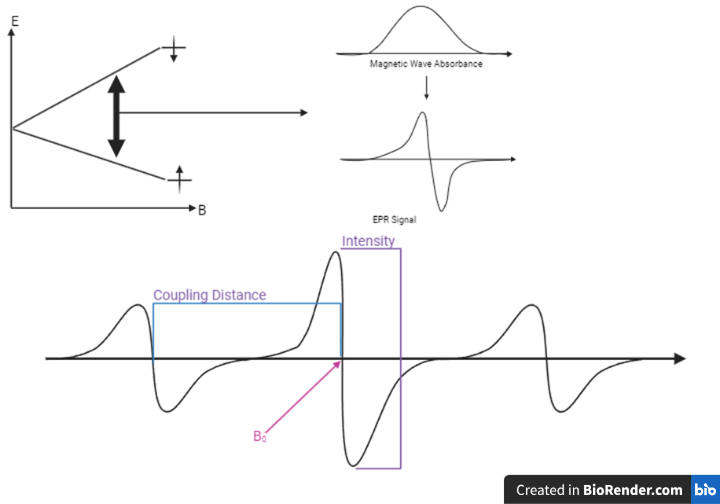 E
B
Magnetic Wave Absorbance
EPR Signal
Intensity
Coupling Distance
B₀
Created in BioRender.com bio